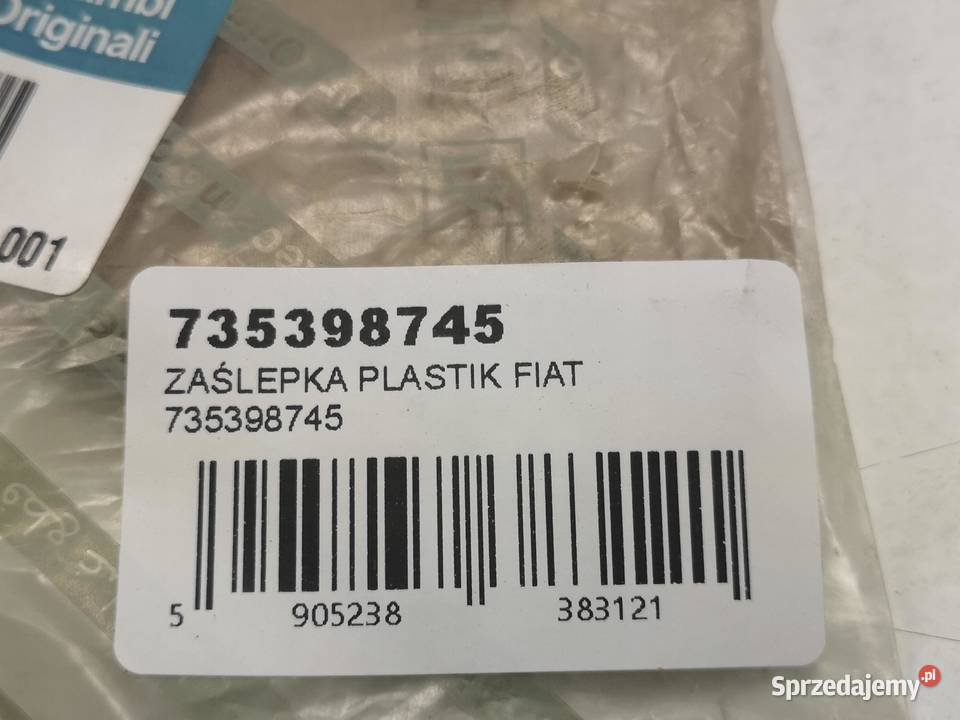 Originali
001
735398745
ZAŚLEPKA PLASTIK FIAT
735398745
5 905238 383121
Sprzedajemy.pl